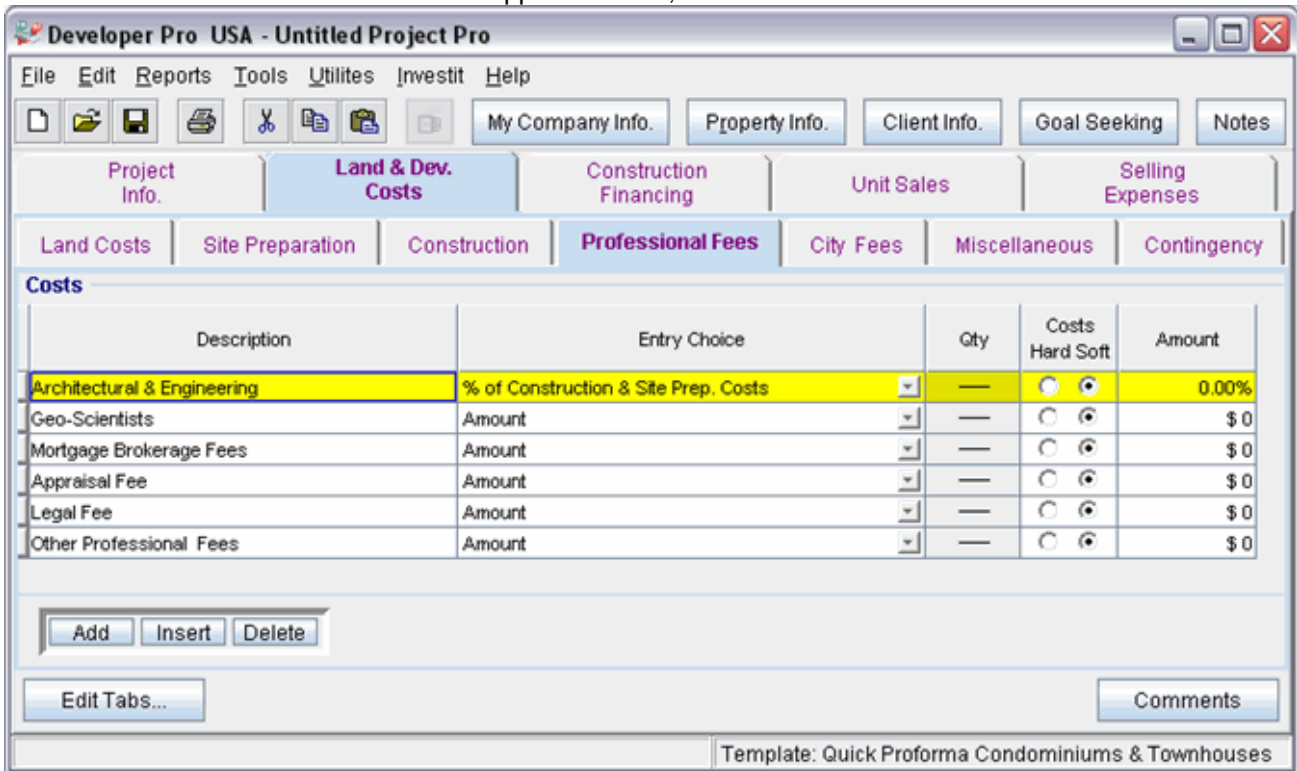 Developer Pro USA - Untitled Project Pro
File Edit Reports Tools Utilites Investit Help
My Company Info. Property Info. Client Info. Goal Seeking Notes
Project Info. Land & Dev. Costs Construction Financing Unit Sales Selling Expenses
Land Costs Site Preparation Construction Professional Fees City Fees Miscellaneous Contingency
Costs
Description Entry Choice Qty Costs Hard Soft Amount
Architectural & Engineering % of Construction & Site Prep. Costs — 0.00%
Geo-Scientists Amount — $ 0
Mortgage Brokerage Fees Amount — $ 0
Appraisal Fee Amount — $ 0
Legal Fee Amount — $ 0
Other Professional Fees Amount — $ 0
Add Insert Delete
Edit Tabs... Comments
Template: Quick Proforma Condominiums & Townhouses